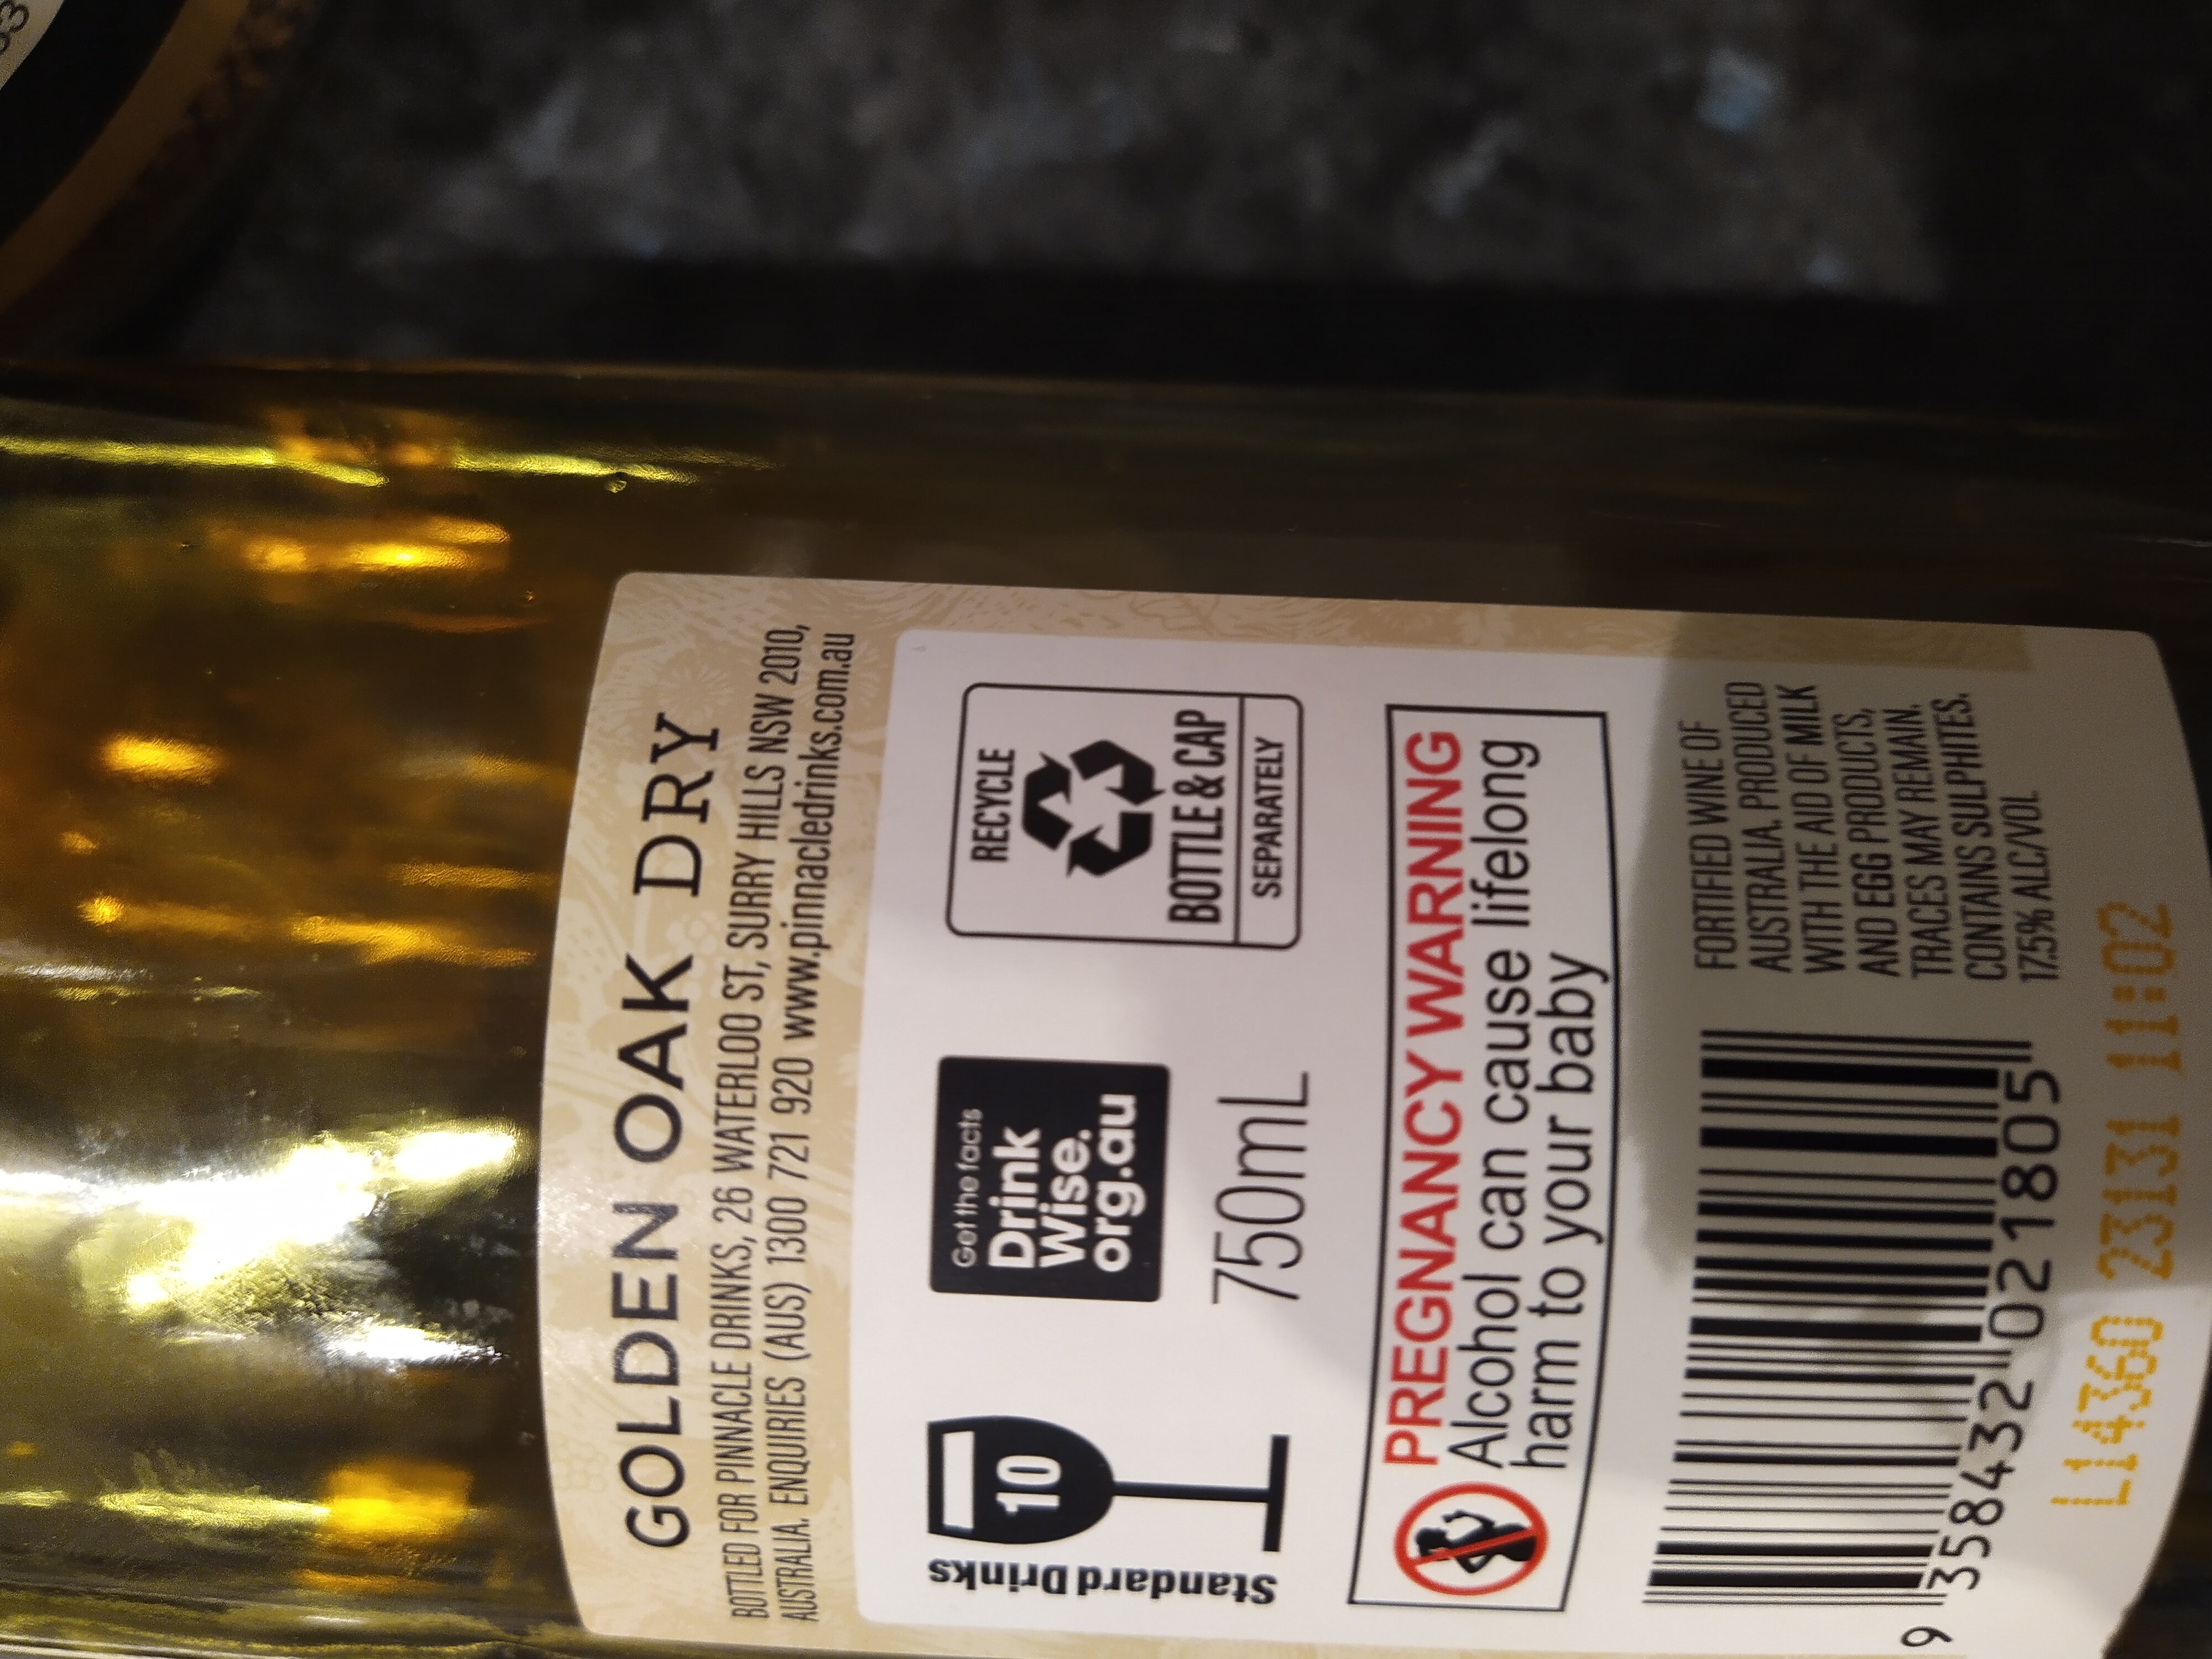 GOLDEN OAK DRY
BOTTLED FOR PINNACLE DRINKS, 26 WATERLOO ST, SURRY HILLS NSW 2010,
AUSTRALIA. ENQUIRIES (AUS) 1300 721 920 www.pinnacledrinks.com.au
Standard Drinks
10
Get the facts
Drink
Wise.
org.au
750mL
RECYCLE
BOTTLE & CAP
SEPARATELY
PREGNANCY WARNING
Alcohol can cause lifelong
harm to your baby
9 358432 021805
FORTIFIED WINE OF
AUSTRALIA. PRODUCED
WITH THE AID OF MILK
AND EGG PRODUCTS,
TRACES MAY REMAIN.
CONTAINS SULPHITES.
17.5% ALC/VOL
L14360 23131 11:02